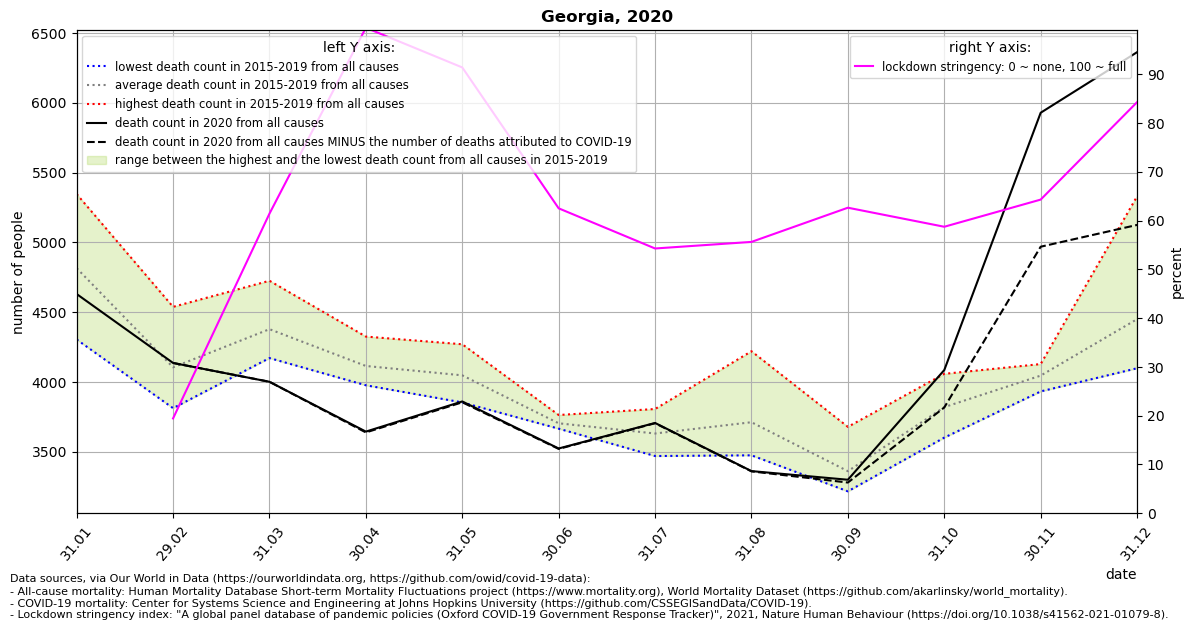 Georgia, 2020
left Y axis:
lowest death count in 2015-2019 from all causes
average death count in 2015-2019 from all causes
highest death count in 2015-2019 from all causes
death count in 2020 from all causes
death count in 2020 from all causes MINUS the number of deaths attributed to COVID-19
range between the highest and the lowest death count from all causes in 2015-2019
right Y axis:
lockdown stringency: 0 ~ none, 100 ~ full
number of people
6500
6000
5500
5000
4500
4000
3500
percent
90
80
70
60
50
40
30
20
10
0
31.01
29.02
31.03
30.04
31.05
30.06
31.07
31.08
30.09
31.10
30.11
31.12
date
Data sources, via Our World in Data (https://ourworldindata.org, https://github.com/owid/covid-19-data):
- All-cause mortality: Human Mortality Database Short-term Mortality Fluctuations project (https://www.mortality.org), World Mortality Dataset (https://github.com/akarlinsky/world_mortality).
- COVID-19 mortality: Center for Systems Science and Engineering at Johns Hopkins University (https://github.com/CSSEGISandData/COVID-19).
- Lockdown stringency index: "A global panel database of pandemic policies (Oxford COVID-19 Government Response Tracker)", 2021, Nature Human Behaviour (https://doi.org/10.1038/s41562-021-01079-8).